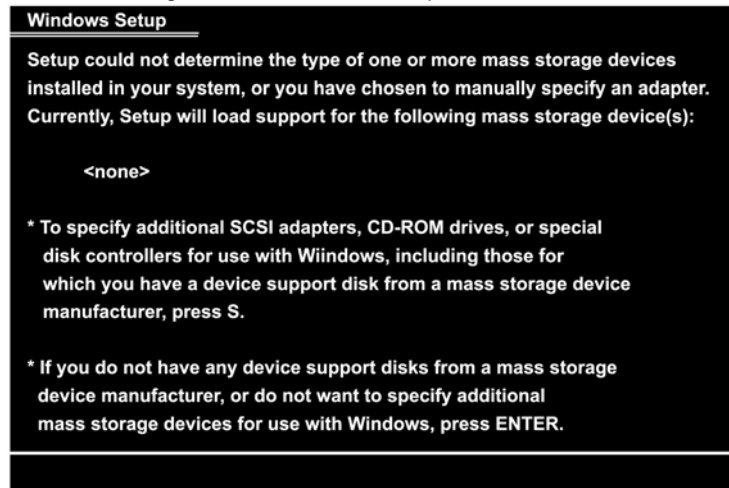 Windows Setup
Setup could not determine the type of one or more mass storage devices
installed in your system, or you have chosen to manually specify an adapter.
Currently, Setup will load support for the following mass storage device(s):
<none>
* To specify additional SCSI adapters, CD-ROM drives, or special
disk controllers for use with Wiindows, including those for
which you have a device support disk from a mass storage device
manufacturer, press S.
* If you do not have any device support disks from a mass storage
device manufacturer, or do not want to specify additional
mass storage devices for use with Windows, press ENTER.